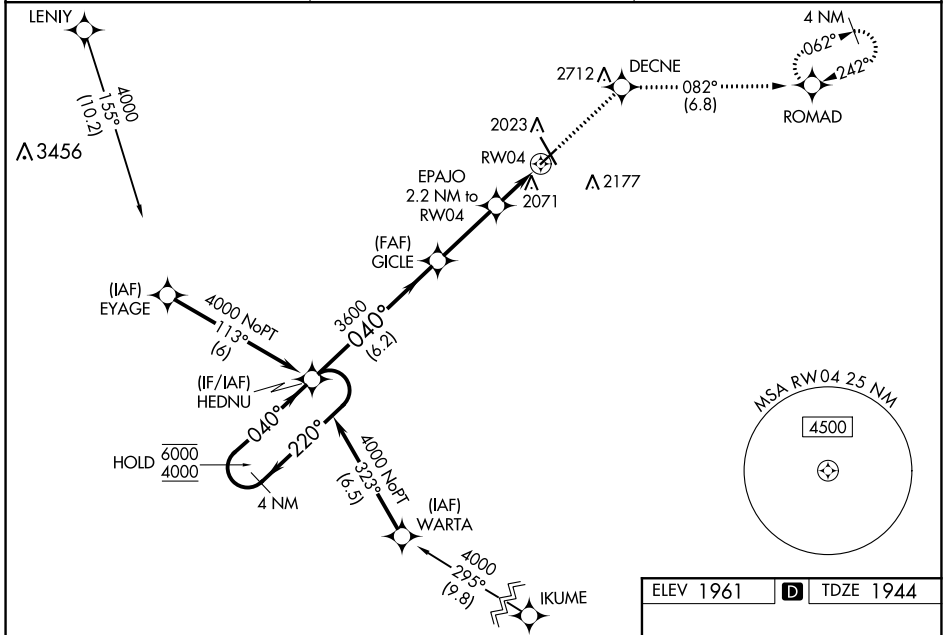 LENIY
4000
155°
(10.2)
3456
4 NM
062°
242°
ROMAD
2712
DECNE
082°
(6.8)
2023
RW04
2071
2177
EPAJO
2.2 NM to
RW04
(FAF)
GICLE
(IAF)
EYAGE
4000 NoPT
113°
(6)
3600
040°
(6.2)
(IF/IAF)
HEDNU
040°
220°
HOLD 6000
4000
4 NM
4000 NoPT
323°
(6.5)
(IAF)
WARTA
4000
295°
(9.8)
IKUME
MSA RW04 25 NM
4500
ELEV 1961 D TDZE 1944